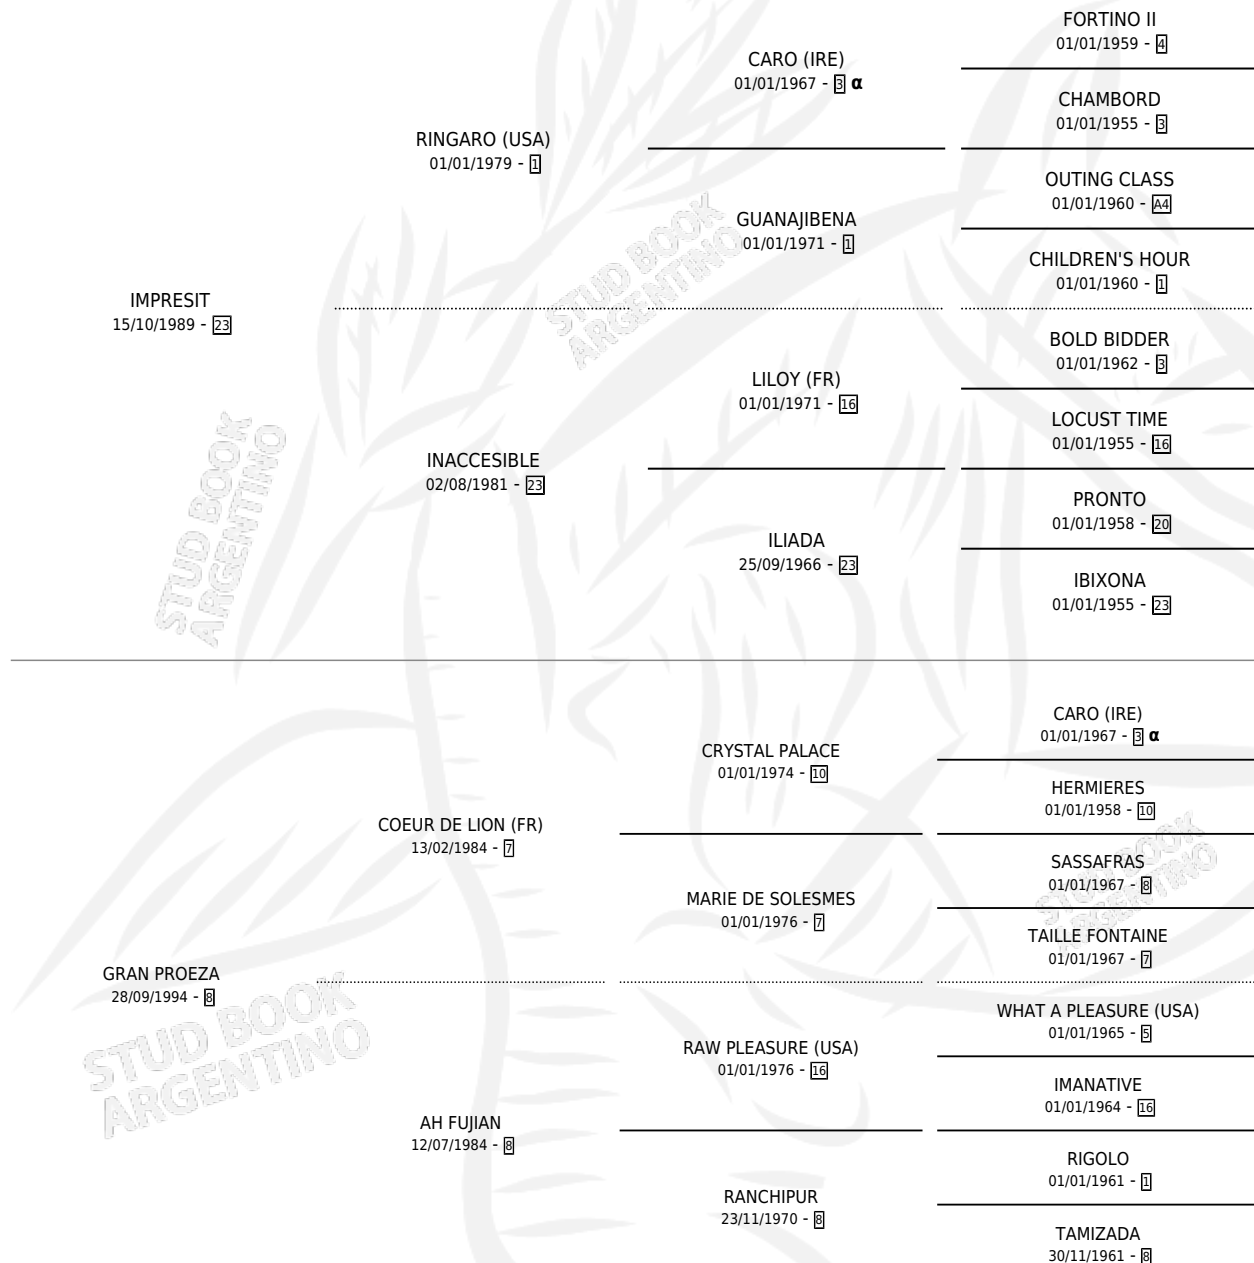 FORTINO II
01/01/1959 - 4
CARO (IRE)
01/01/1967 - 3 α
CHAMBORD
01/01/1955 - 3
RINGARO (USA)
01/01/1979 - 1
OUTING CLASS
01/01/1960 - A4
GUANAJIBENA
01/01/1971 - 1
CHILDREN'S HOUR
01/01/1960 - 1
IMPRESIT
15/10/1989 - 23
BOLD BIDDER
01/01/1962 - 3
LILOY (FR)
01/01/1971 - 16
LOCUST TIME
01/01/1955 - 16
INACCESIBLE
02/08/1981 - 23
PRONTO
01/01/1958 - 20
ILIADA
25/09/1966 - 23
IBIXONA
01/01/1955 - 23
CARO (IRE)
01/01/1967 - 3 α
CRYSTAL PALACE
01/01/1974 - 10
HERMIERES
01/01/1958 - 10
COEUR DE LION (FR)
13/02/1984 - 7
SASSAFRAS
01/01/1967 - 8
MARIE DE SOLESMES
01/01/1976 - 7
TAILLE FONTAINE
01/01/1967 - 7
GRAN PROEZA
28/09/1994 - 8
WHAT A PLEASURE (USA)
01/01/1965 - 5
RAW PLEASURE (USA)
01/01/1976 - 16
IMANATIVE
01/01/1964 - 16
AH FUJIAN
12/07/1984 - 8
RIGOLO
01/01/1961 - 1
RANCHIPUR
23/11/1970 - 8
TAMIZADA
30/11/1961 - 8
STUD BOOK
ARGENTINO
STUD BOOK
ARGENTINO
STUD BOOK
ARGENTINO
STUD BOOK
ARGENTINO